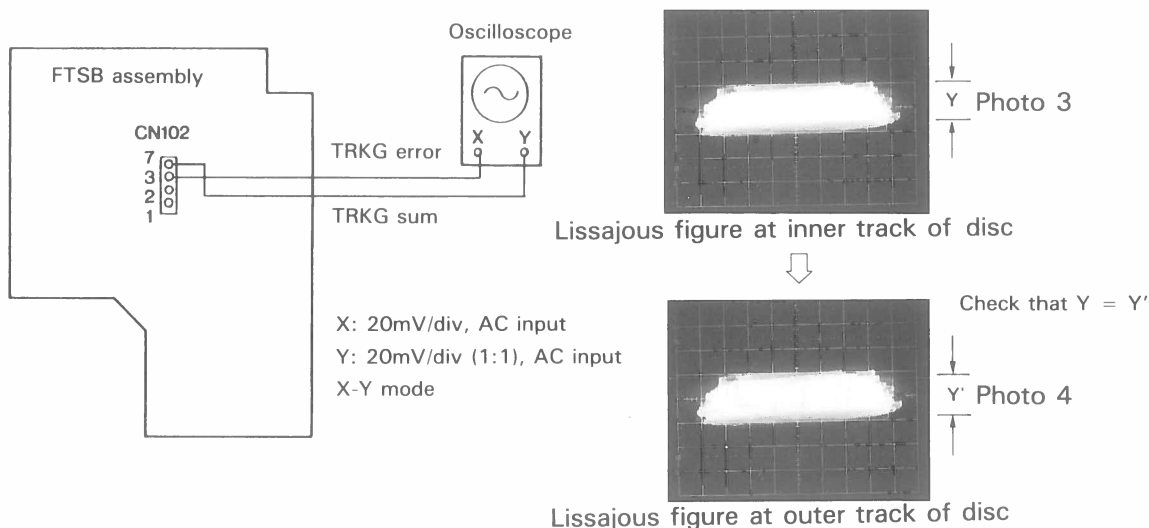 Oscilloscope
FTSB assembly
CN102
7
3
2
1
X Y
TRKG error
TRKG sum
X: 20mV/div, AC input
Y: 20mV/div (1:1), AC input
X-Y mode
Y Photo 3
Lissajous figure at inner track of disc
Check that Y = Y'
Y' Photo 4
Lissajous figure at outer track of disc